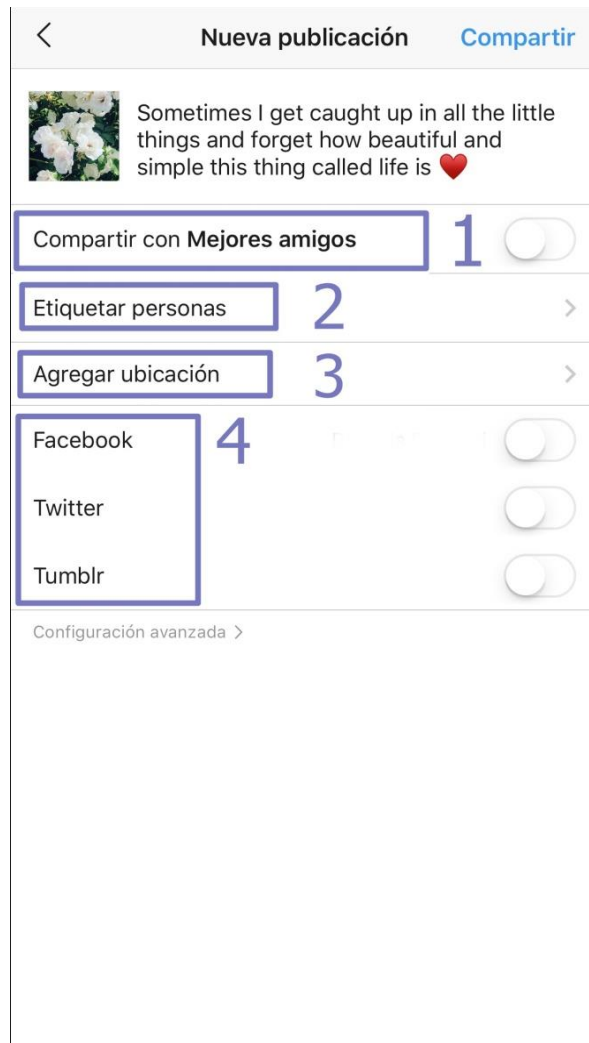 Nueva publicación Compartir
Sometimes I get caught up in all the little
things and forget how beautiful and
simple this thing called life is ♥️
Compartir con Mejores amigos 1
Etiquetar personas 2
Agregar ubicación 3
Facebook 4
Twitter
Tumblr
Configuración avanzada >